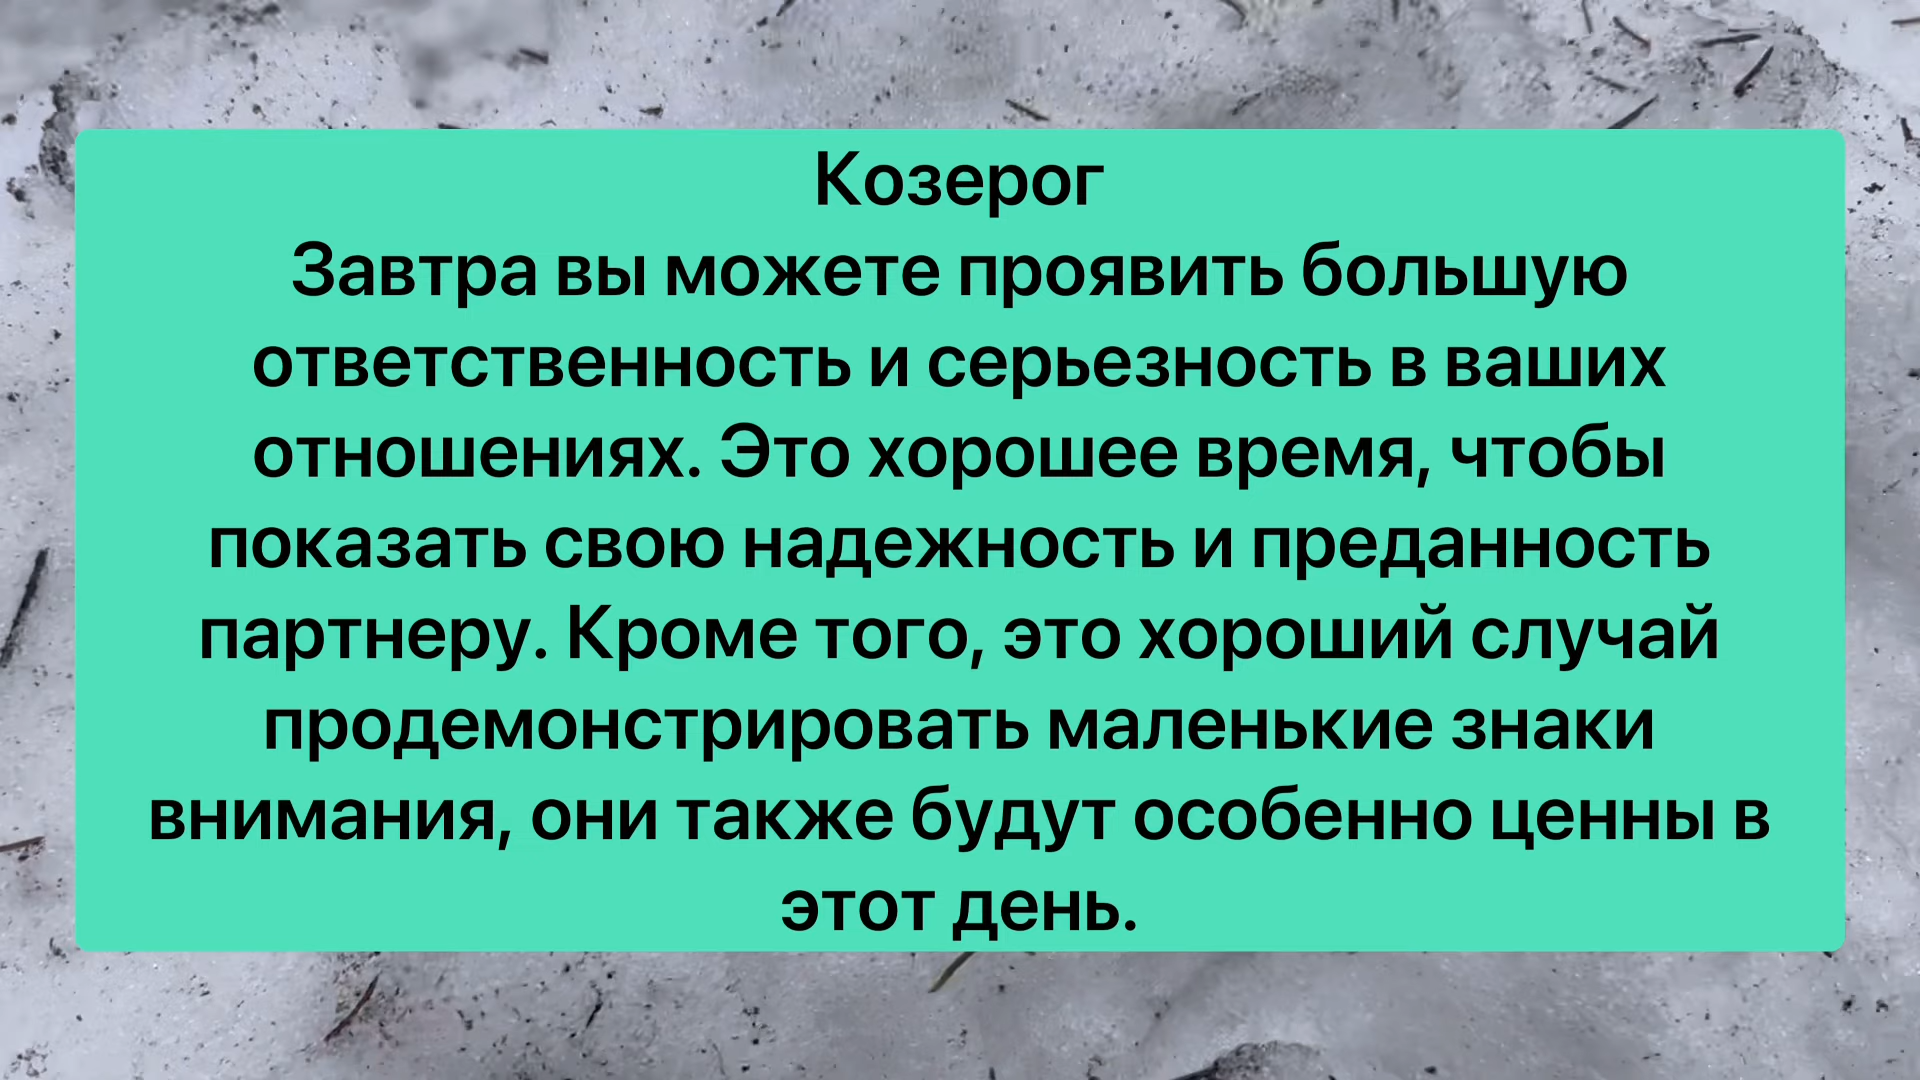 Козерог
Завтра вы можете проявить большую
ответственность и серьезность в ваших
отношениях. Это хорошее время, чтобы
показать свою надежность и преданность
партнеру. Кроме того, это хороший случай
продемонстрировать маленькие знаки
внимания, они также будут особенно ценны в
этот день.